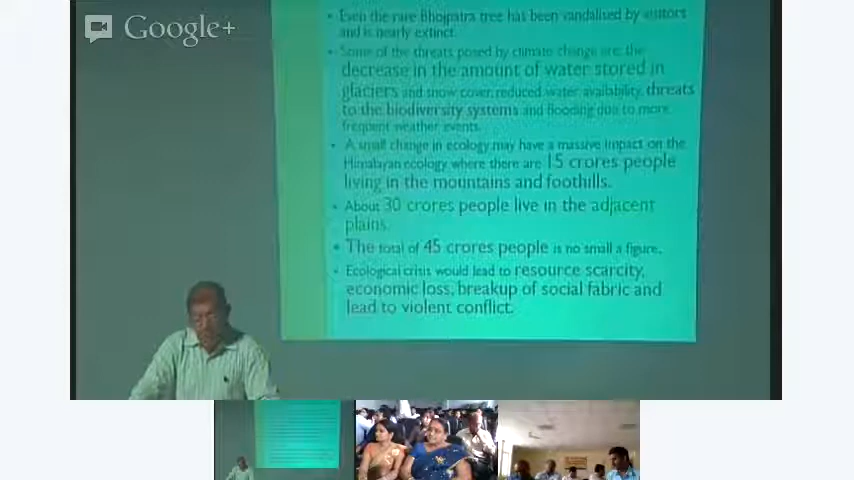 Google+
• Even the rare Bhojpatra tree has been vandalised by visitors
and is nearly extinct.
• Some of the threats posed by climate change are: the
decrease in the amount of water stored in
glaciers and snow cover, reduced water availability, threats
to the biodiversity systems and flooding due to more
frequent weather events.
• A small change in ecology may have a massive impact on the
Himalayan ecology where there are 15 crores people
living in the mountains and foothills.
• About 30 crores people live in the adjacent
plains.
• The total of 45 crores people is no small a figure.
• Ecological crisis would lead to resource scarcity,
economic loss, breakup of social fabric and
lead to violent conflict.